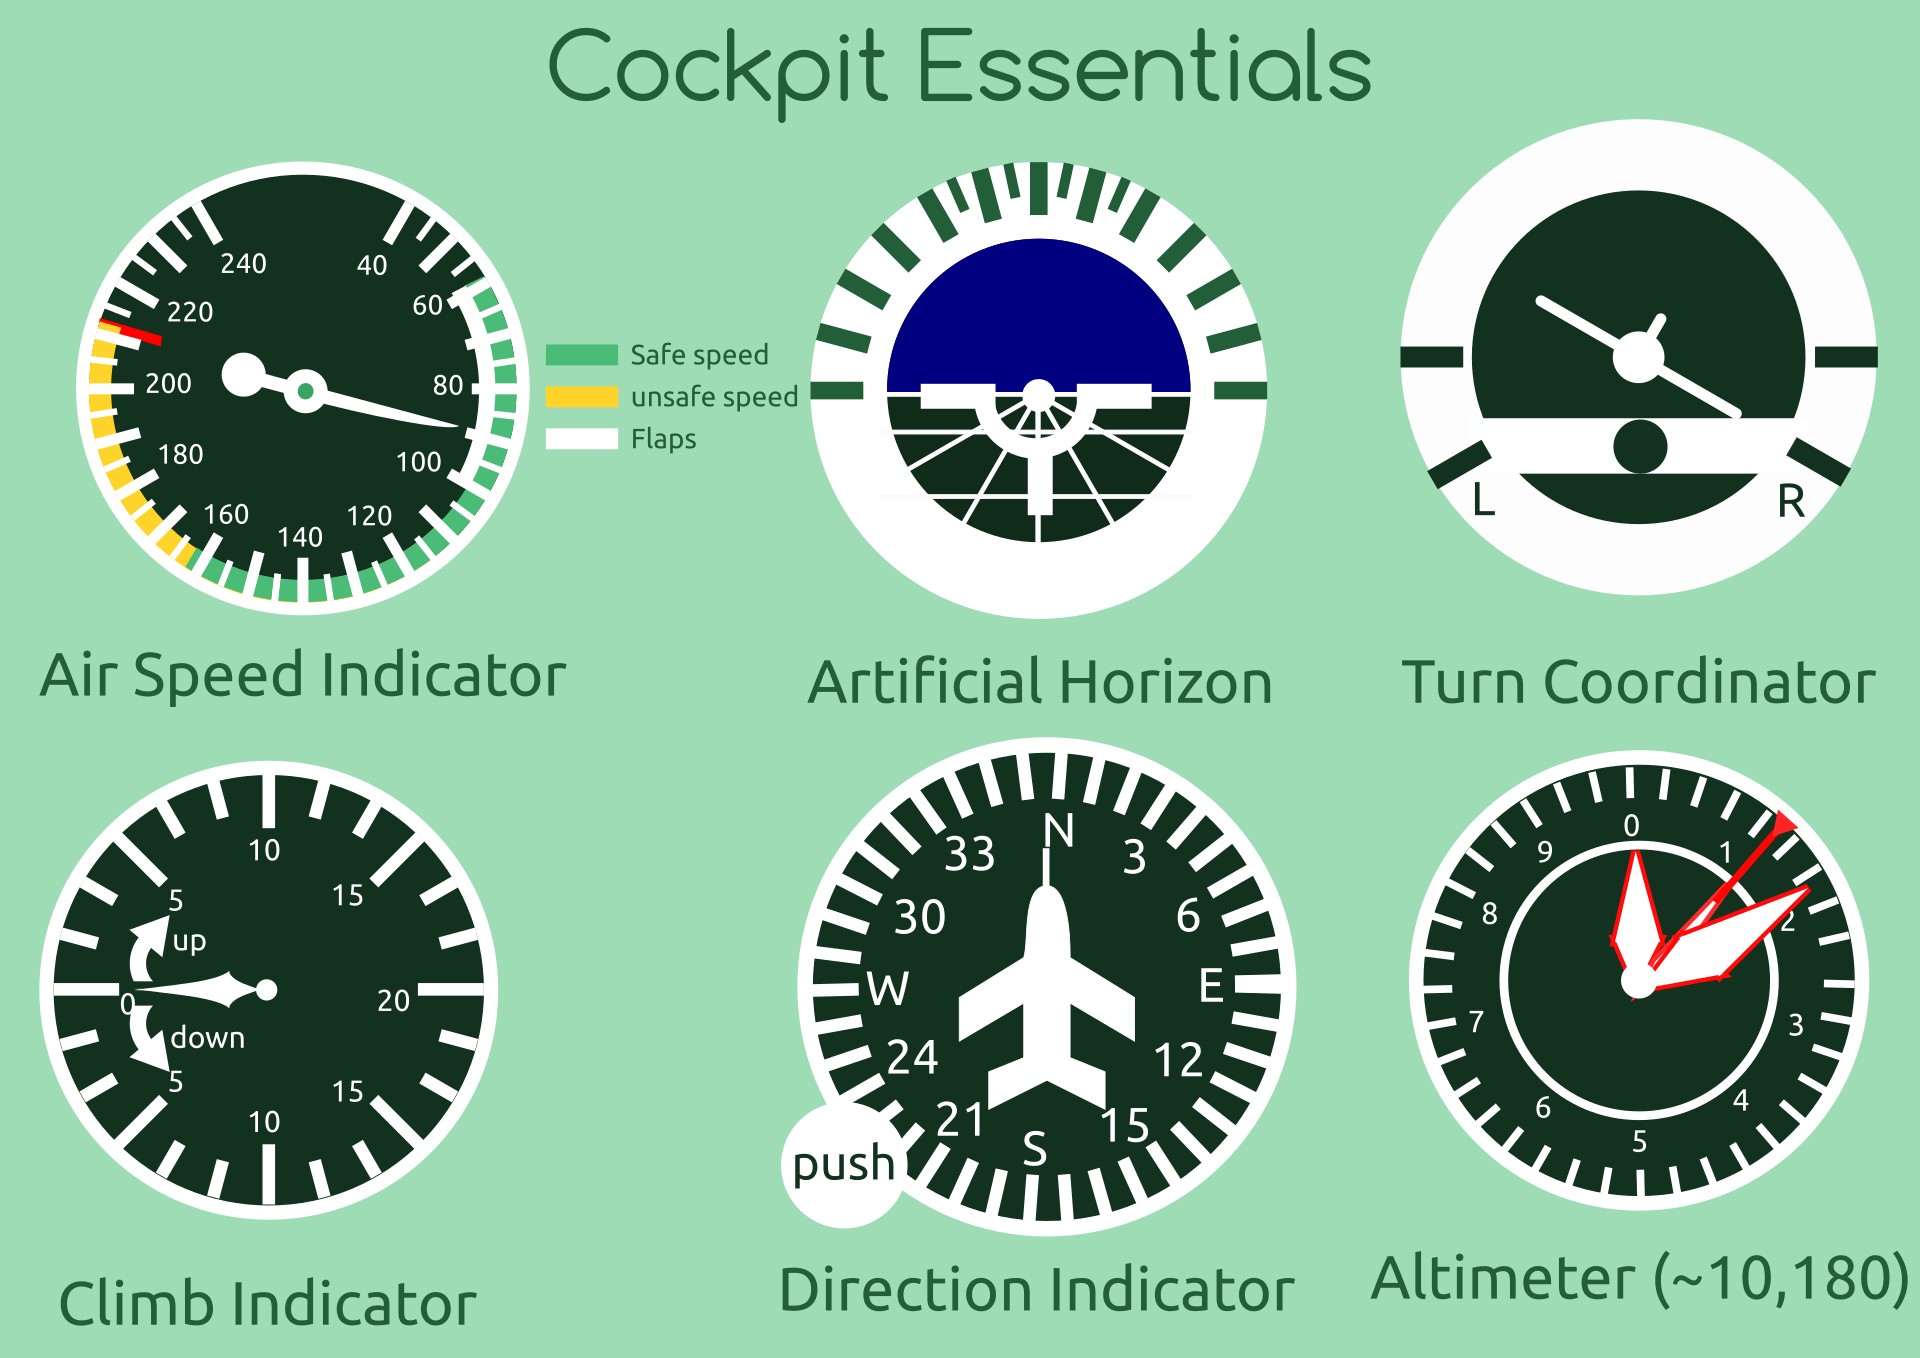 Cockpit Essentials
240
40
220
60
200
80
180
100
160
120
140
Safe speed
unsafe speed
Flaps
Air Speed Indicator
Artificial Horizon
L
R
Turn Coordinator
10
5
15
up
0
20
down
5
15
10
Climb Indicator
N
33
3
30
6
W
E
24
12
21
15
S
push
Direction Indicator
0
9
1
8
2
7
3
6
4
5
Altimeter (~10,180)